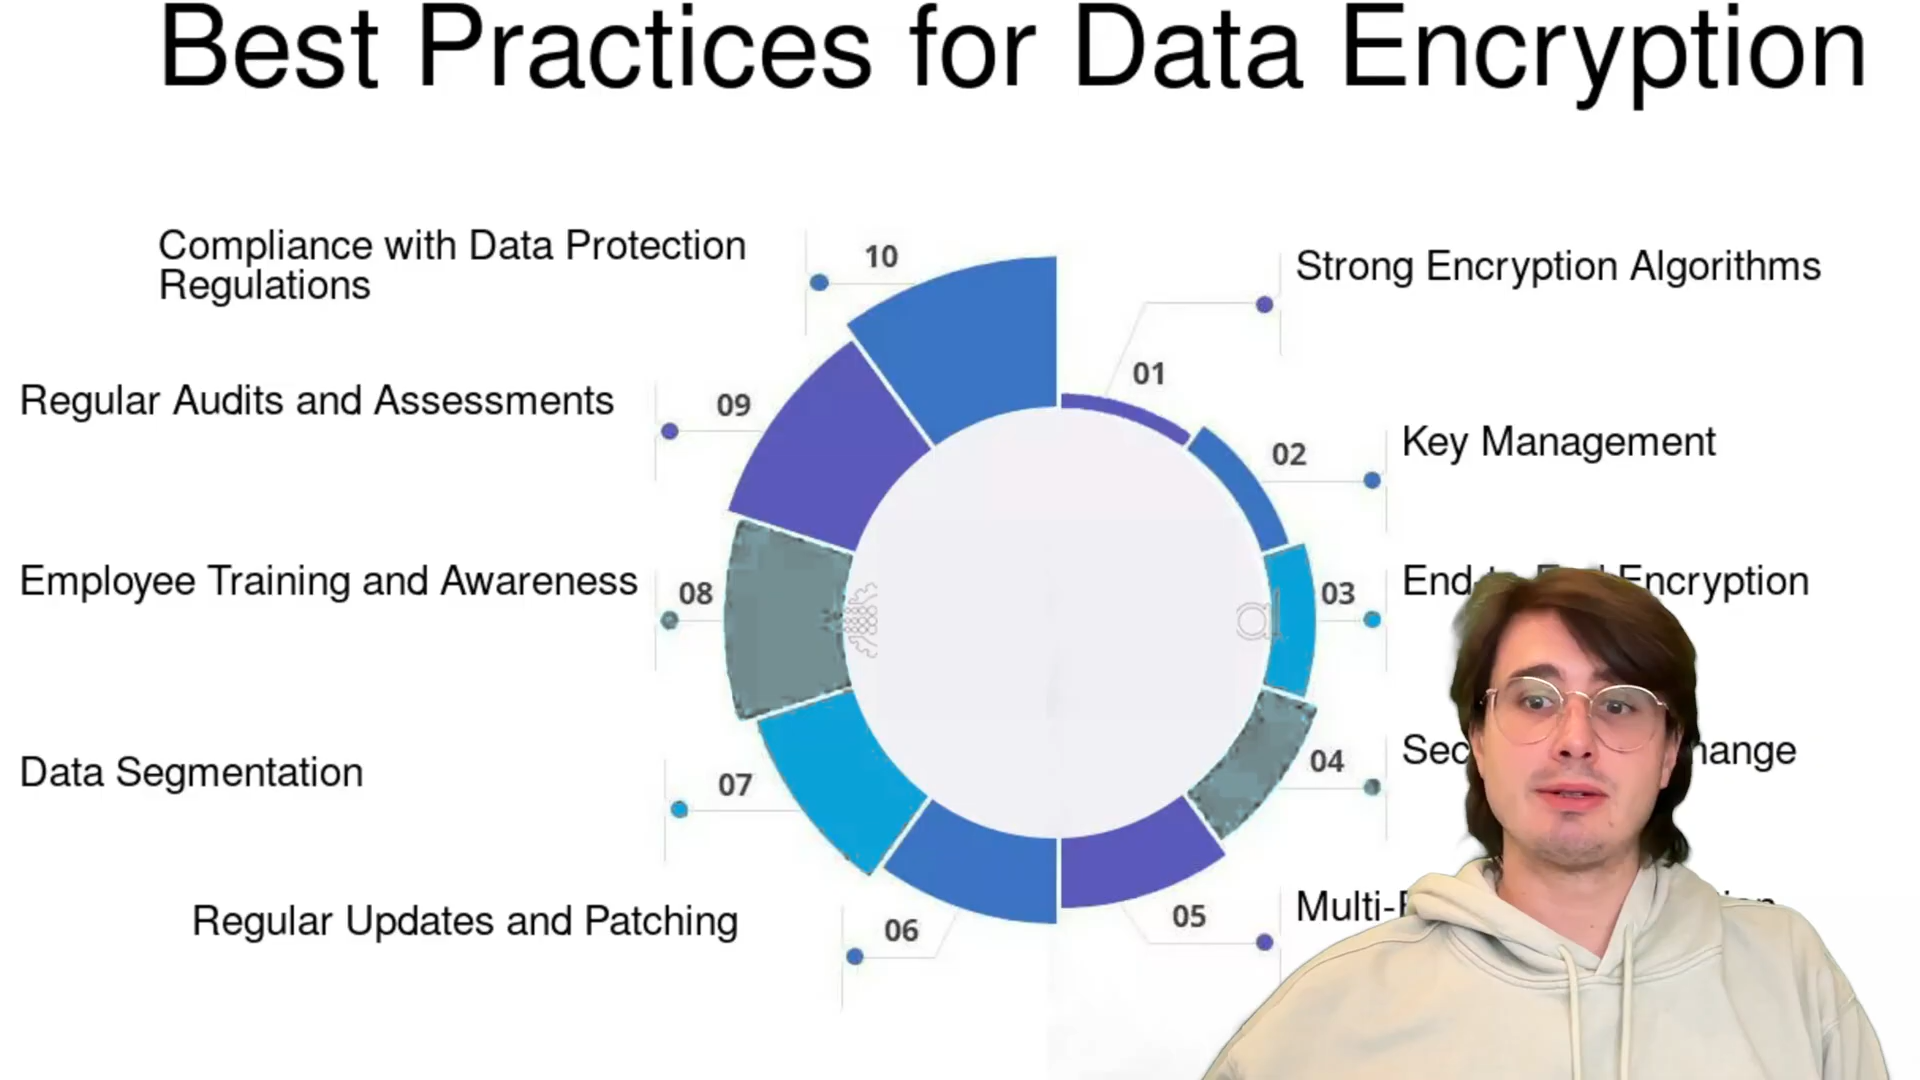 Best Practices for Data Encryption
Compliance with Data Protection
Regulations
10
Strong Encryption Algorithms
01
Regular Audits and Assessments
09
Key Management
02
Employee Training and Awareness
08
03
Encryption
Data Segmentation
07
04
Regular Updates and Patching
06
05